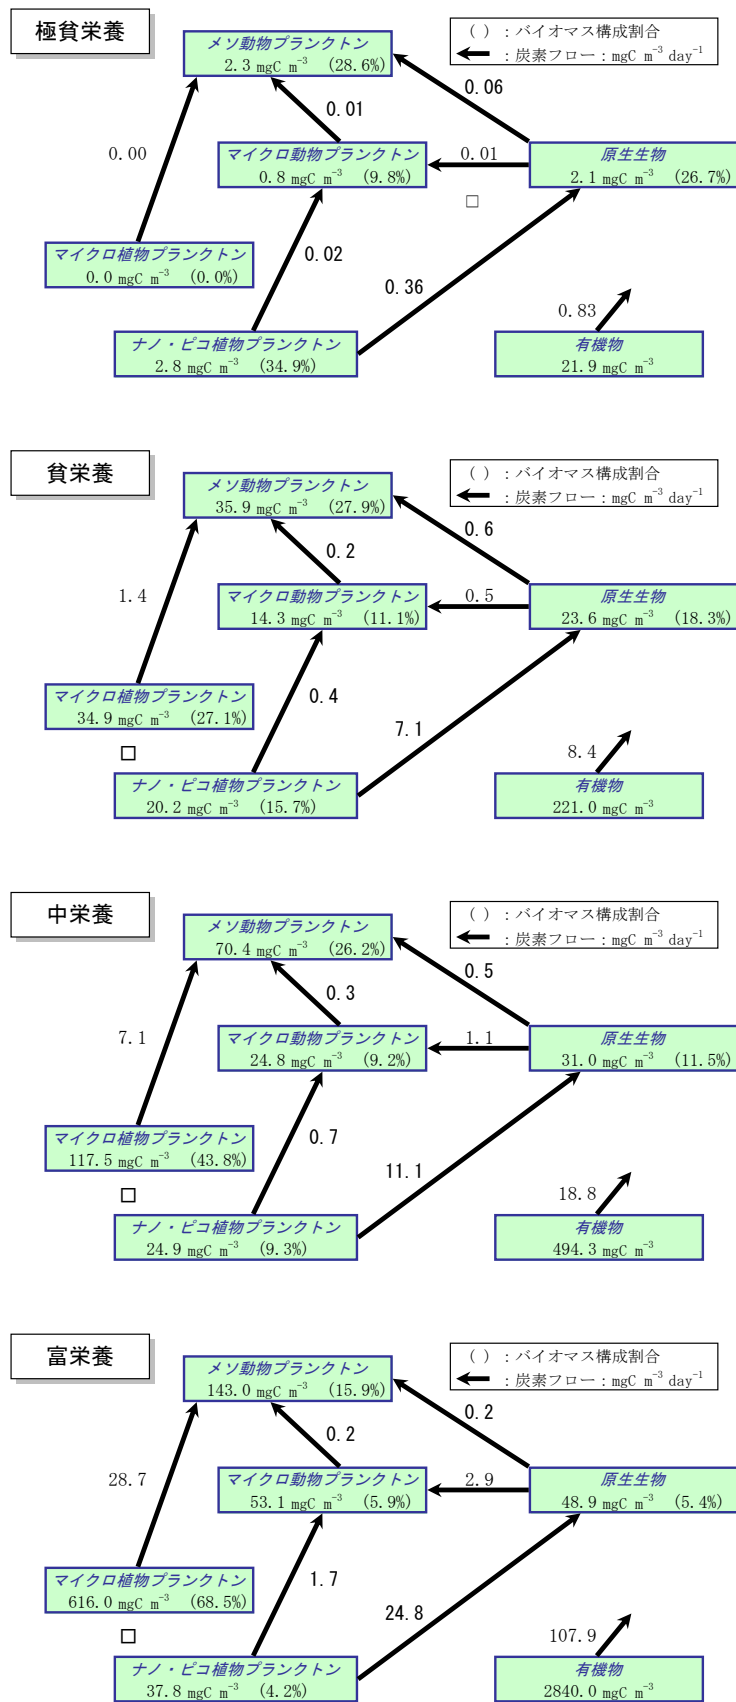 極貧栄養
( ) : バイオマス構成割合
: 炭素フロー : mgC m⁻³ day⁻¹
メソ動物プランクトン
2.3 mgC m⁻³ (28.6%)
0.06
0.01
0.00
マイクロ動物プランクトン
0.8 mgC m⁻³ (9.8%)
0.01
原生生物
2.1 mgC m⁻³ (26.7%)
マイクロ植物プランクトン
0.0 mgC m⁻³ (0.0%)
0.02
0.36
0.83
ナノ・ピコ植物プランクトン
2.8 mgC m⁻³ (34.9%)
有機物
21.9 mgC m⁻³
貧栄養
( ) : バイオマス構成割合
: 炭素フロー : mgC m⁻³ day⁻¹
メソ動物プランクトン
35.9 mgC m⁻³ (27.9%)
0.6
0.2
1.4
マイクロ動物プランクトン
14.3 mgC m⁻³ (11.1%)
0.5
原生生物
23.6 mgC m⁻³ (18.3%)
マイクロ植物プランクトン
34.9 mgC m⁻³ (27.1%)
0.4
7.1
8.4
ナノ・ピコ植物プランクトン
20.2 mgC m⁻³ (15.7%)
有機物
221.0 mgC m⁻³
中栄養
( ) : バイオマス構成割合
: 炭素フロー : mgC m⁻³ day⁻¹
メソ動物プランクトン
70.4 mgC m⁻³ (26.2%)
0.5
0.3
7.1
マイクロ動物プランクトン
24.8 mgC m⁻³ (9.2%)
1.1
原生生物
31.0 mgC m⁻³ (11.5%)
マイクロ植物プランクトン
117.5 mgC m⁻³ (43.8%)
0.7
11.1
18.8
ナノ・ピコ植物プランクトン
24.9 mgC m⁻³ (9.3%)
有機物
494.3 mgC m⁻³
富栄養
( ) : バイオマス構成割合
: 炭素フロー : mgC m⁻³ day⁻¹
メソ動物プランクトン
143.0 mgC m⁻³ (15.9%)
0.2
0.2
28.7
マイクロ動物プランクトン
53.1 mgC m⁻³ (5.9%)
2.9
原生生物
48.9 mgC m⁻³ (5.4%)
マイクロ植物プランクトン
616.0 mgC m⁻³ (68.5%)
1.7
24.8
107.9
ナノ・ピコ植物プランクトン
37.8 mgC m⁻³ (4.2%)
有機物
2840.0 mgC m⁻³